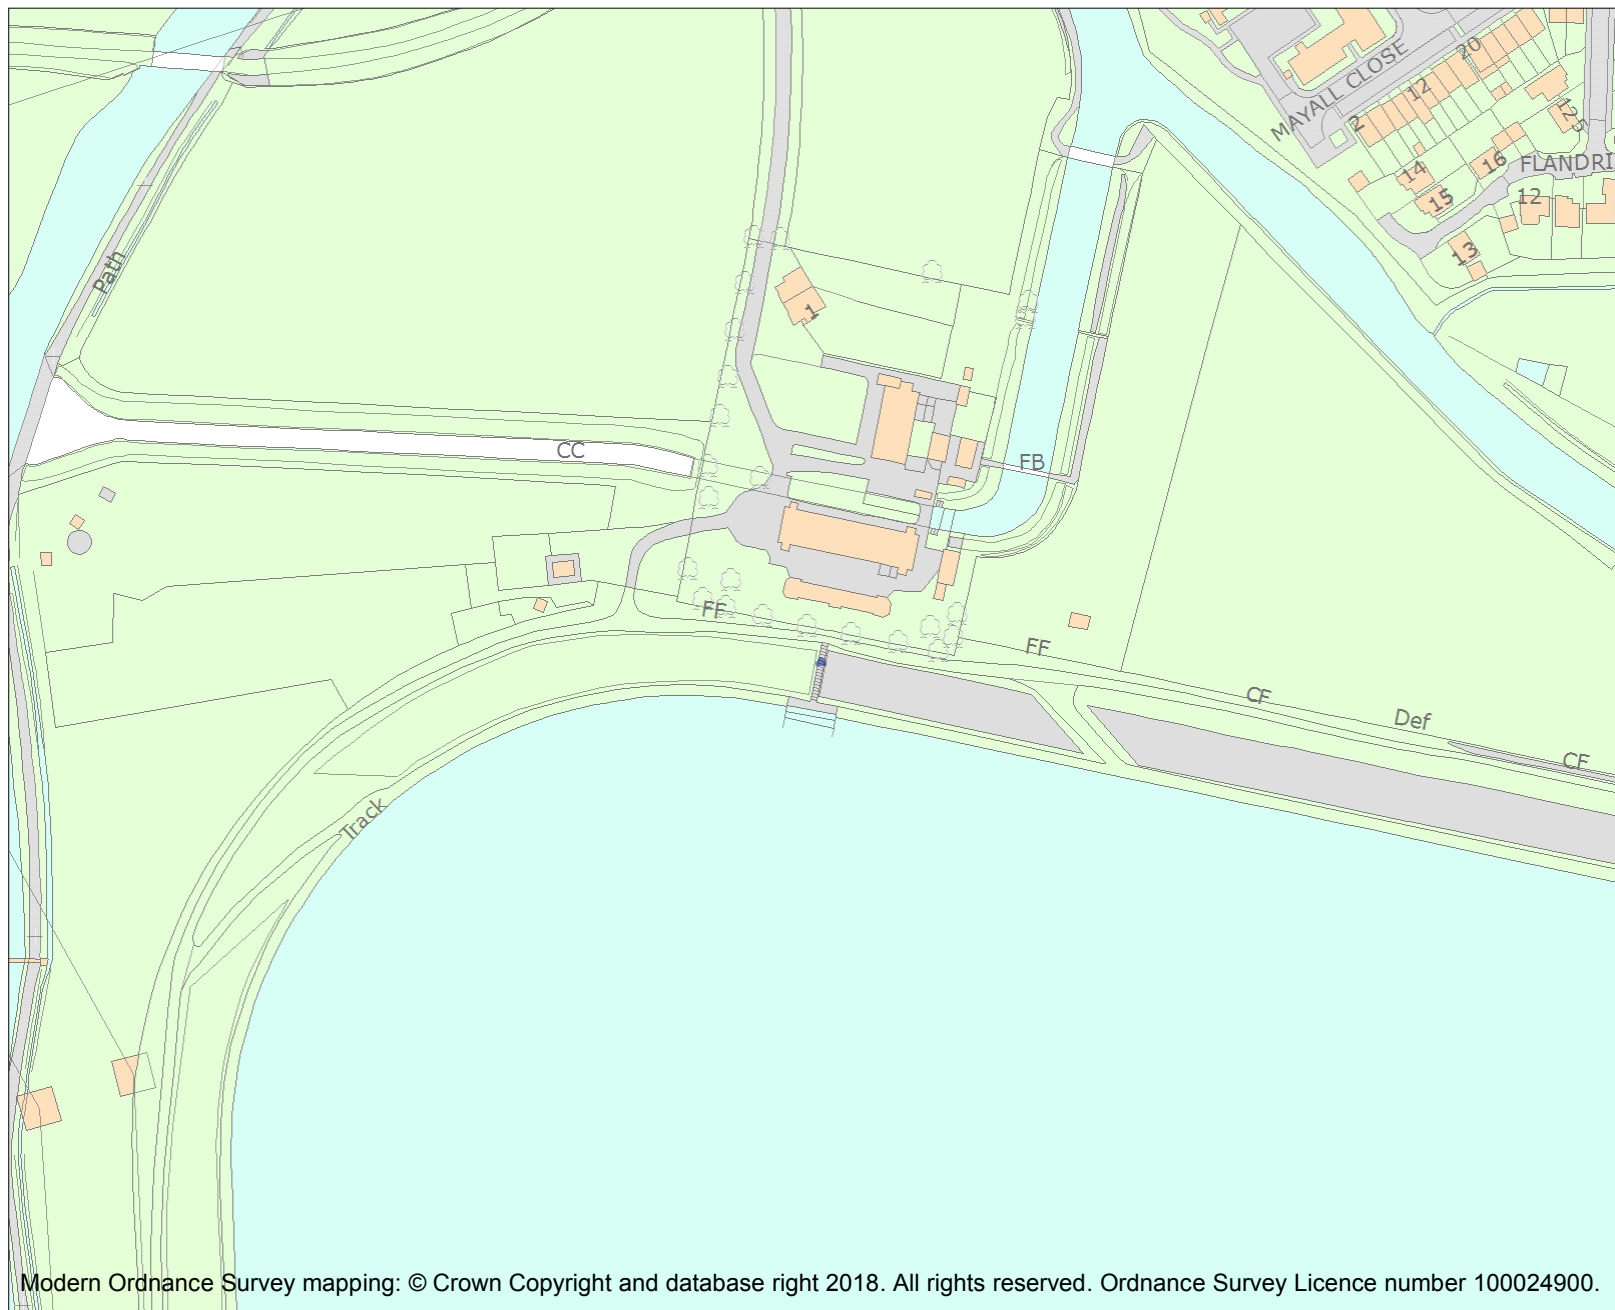 MAYALL CLOSE
20
12
2
125
14
16
15
FLANDRI
12
13
Path
1
CC
FB
FF
FF
CF
Def
CF
Track
Modern Ordnance Survey mapping: © Crown Copyright and database right 2018. All rights reserved. Ordnance Survey Licence number 100024900.